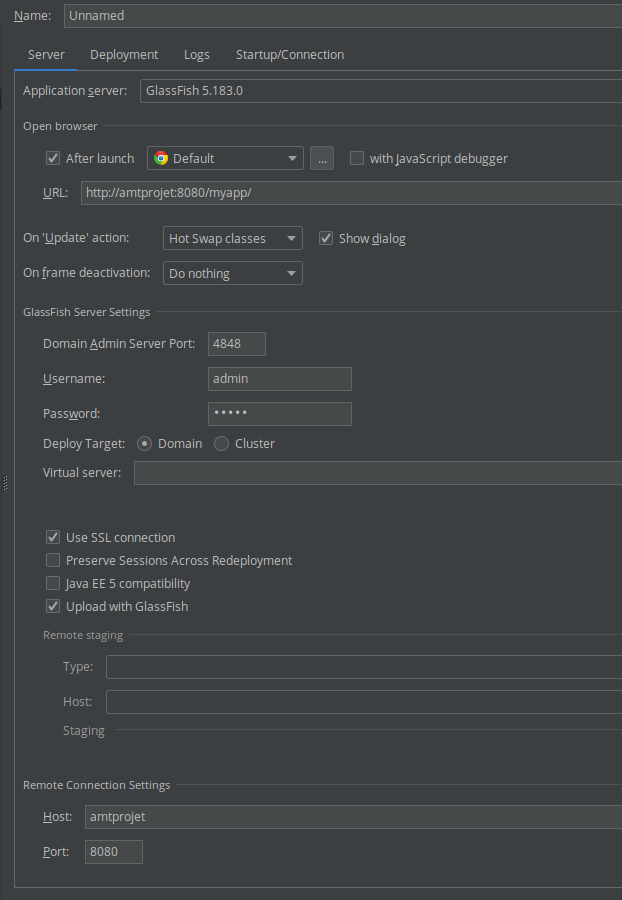 Name: Unnamed
Server Deployment Logs Startup/Connection
Application server: GlassFish 5.183.0
Open browser
After launch Default ... with JavaScript debugger
URL: http://amtprojet:8080/myapp/
On 'Update' action: Hot Swap classes Show dialog
On frame deactivation: Do nothing
GlassFish Server Settings
Domain Admin Server Port: 4848
Username: admin
Password: •••••
Deploy Target: Domain Cluster
Virtual server:
Use SSL connection
Preserve Sessions Across Redeployment
Java EE 5 compatibility
Upload with GlassFish
Remote staging
Type:
Host:
Staging
Remote Connection Settings
Host: amtprojet
Port: 8080